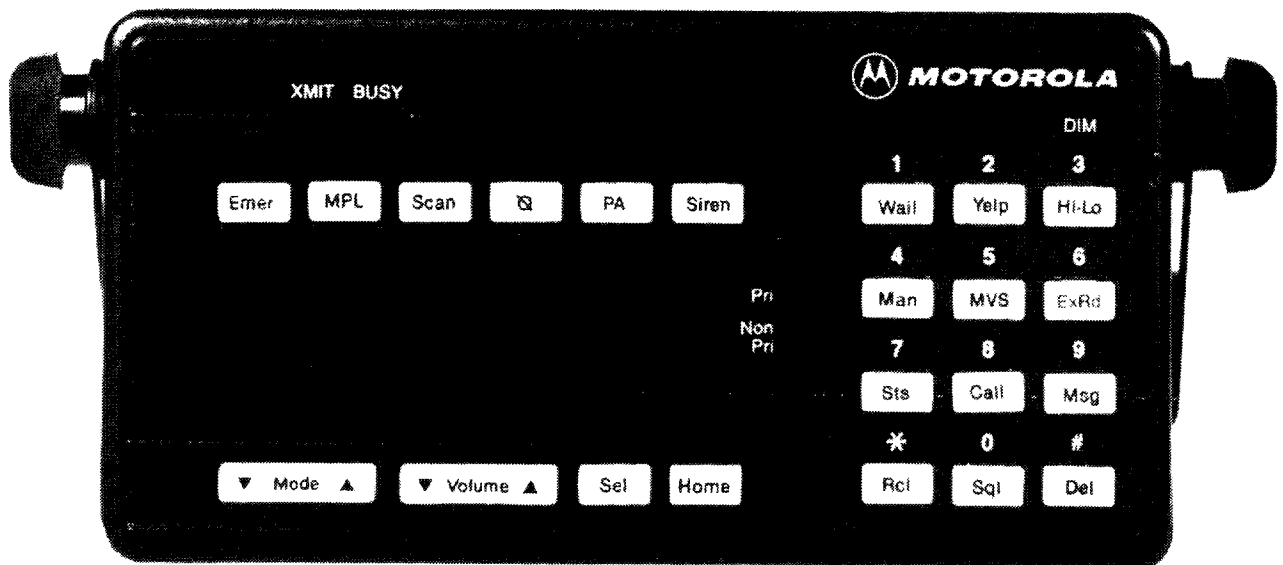 XMIT BUSY
MOTOROLA
DIM
1 2 3
Emer MPL Scan PA Siren
Wail Yelp Hi-Lo
4 5 6
Pri
Man MVS ExRd
Non
Pri
7 8 9
Sts Call Msg
* 0 #
▼ Mode ▲ ▼ Volume ▲ Sel Home
Rcl Sql Del